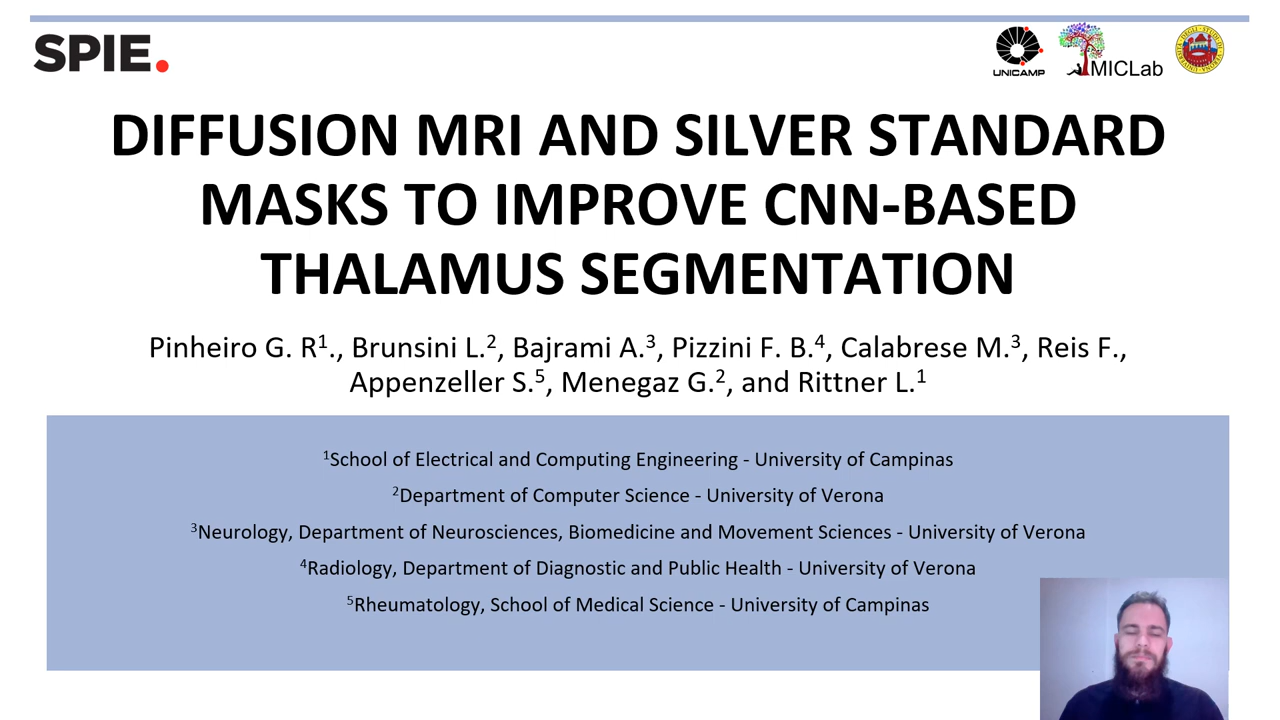 SPIE.
UNICAMP
MICLab
DIFFUSION MRI AND SILVER STANDARD
MASKS TO IMPROVE CNN-BASED
THALAMUS SEGMENTATION
Pinheiro G. R¹., Brunsini L.², Bajrami A.³, Pizzini F. B.⁴, Calabrese M.³, Reis F.,
Appenzeller S.⁵, Menegaz G.², and Rittner L.¹
¹School of Electrical and Computing Engineering - University of Campinas
²Department of Computer Science - University of Verona
³Neurology, Department of Neurosciences, Biomedicine and Movement Sciences - University of Verona
⁴Radiology, Department of Diagnostic and Public Health - University of Verona
⁵Rheumatology, School of Medical Science - University of Campinas